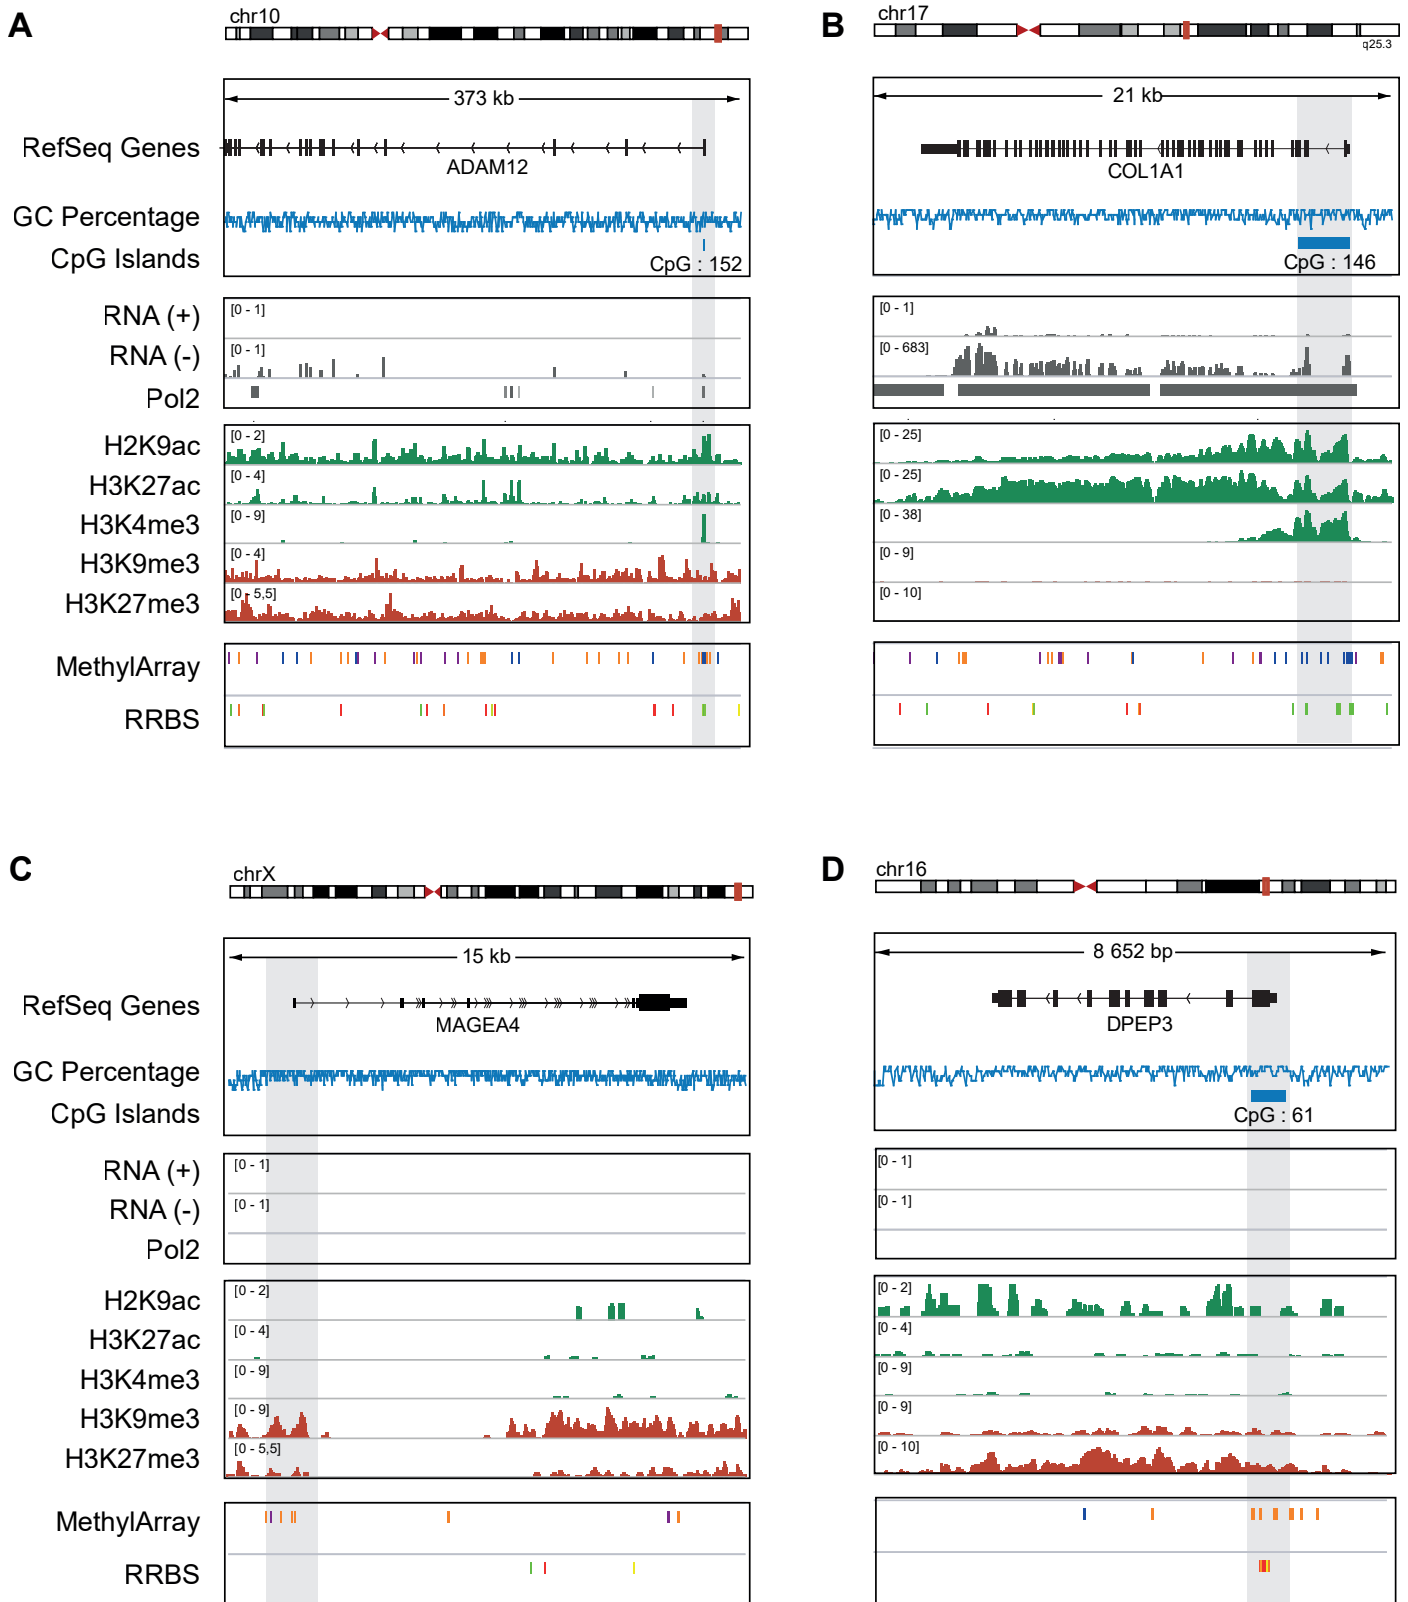 A
chr10
373 kb
RefSeq Genes
ADAM12
GC Percentage
CpG Islands
CpG : 152
RNA (+)
[0 - 1]
RNA (-)
[0 - 1]
Pol2
H2K9ac
[0 - 2]
H3K27ac
[0 - 4]
H3K4me3
[0 - 9]
H3K9me3
[0 - 4]
H3K27me3
[0 - 5,5]
MethylArray
RRBS
B
chr17
q25.3
21 kb
COL1A1
CpG : 146
[0 - 1]
[0 - 683]
[0 - 25]
[0 - 25]
[0 - 38]
[0 - 9]
[0 - 10]
C
chrX
15 kb
RefSeq Genes
MAGEA4
GC Percentage
CpG Islands
RNA (+)
[0 - 1]
RNA (-)
[0 - 1]
Pol2
H2K9ac
[0 - 2]
H3K27ac
[0 - 4]
H3K4me3
[0 - 9]
H3K9me3
[0 - 9]
H3K27me3
[0 - 5,5]
MethylArray
RRBS
D
chr16
8 652 bp
DPEP3
CpG : 61
[0 - 1]
[0 - 1]
[0 - 2]
[0 - 4]
[0 - 9]
[0 - 9]
[0 - 10]